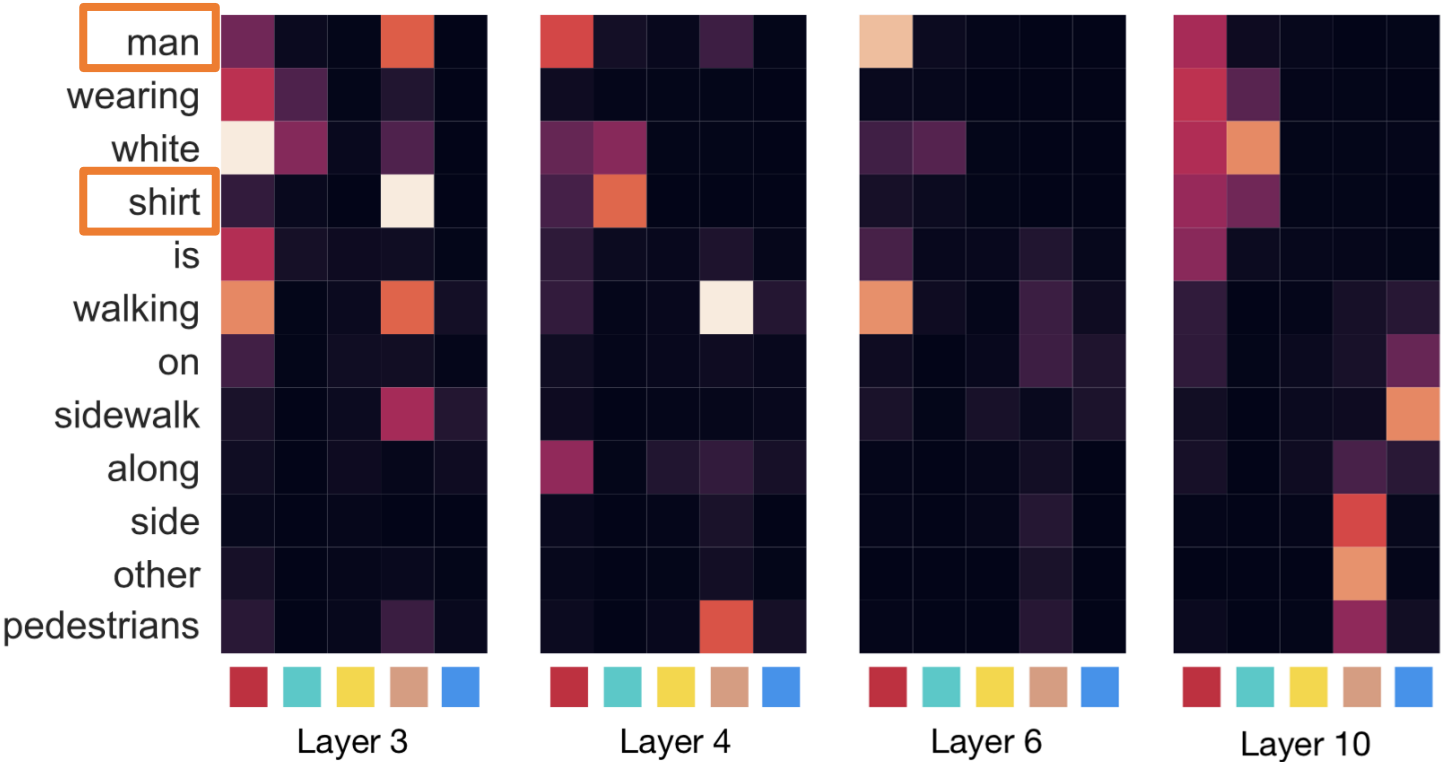 man
wearing
white
shirt
is
walking
on
sidewalk
along
side
other
pedestrians
Layer 3
Layer 4
Layer 6
Layer 10